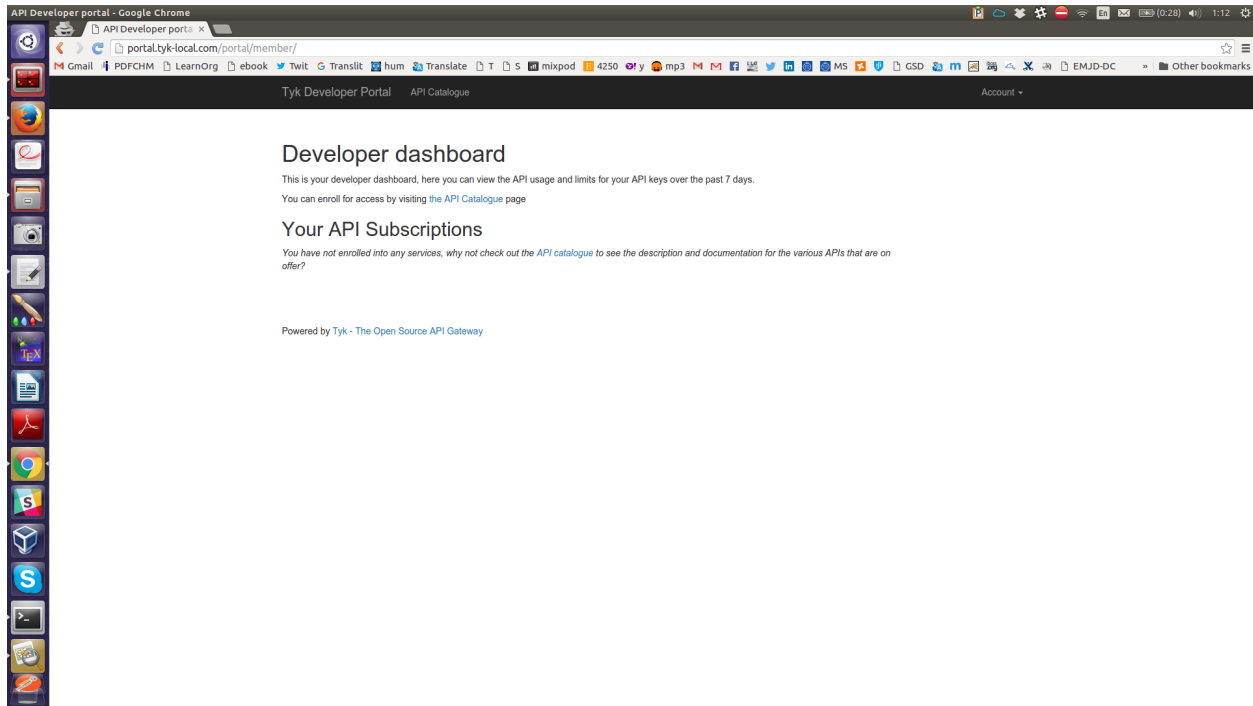 API Developer portal - Google Chrome
En (0:28) 1:12
API Developer porta ×
portal.tyk-local.com/portal/member/
Gmail PDFCHM LearnOrg ebook Twit Translit hum Translate T S mixpod 4250 y mp3 MS GSD EMJD-DC » Other bookmarks
Tyk Developer Portal API Catalogue Account
Developer dashboard
This is your developer dashboard, here you can view the API usage and limits for your API keys over the past 7 days.
You can enroll for access by visiting the API Catalogue page
Your API Subscriptions
You have not enrolled into any services, why not check out the API catalogue to see the description and documentation for the various APIs that are on
offer?
Powered by Tyk - The Open Source API Gateway